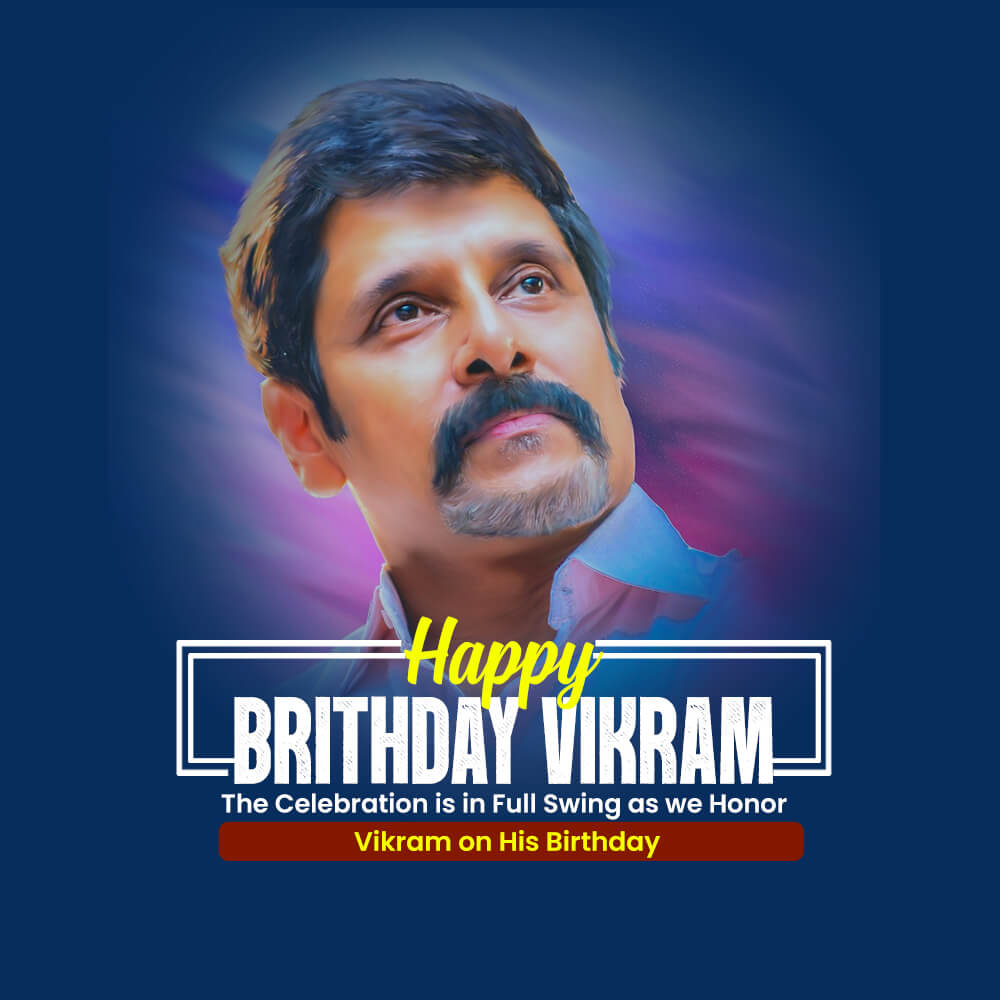 Happy
BRITHDAY VIKRAM
The Celebration is in Full Swing as we Honor
Vikram on His Birthday